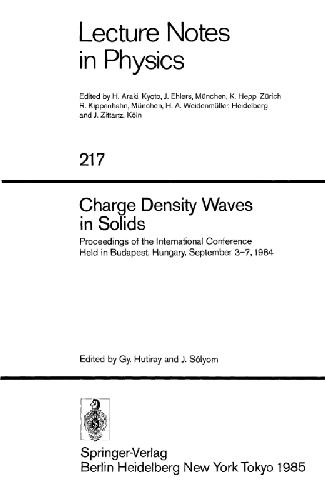 Lecture Notes
in Physics
Edited by H. Araki, Kyoto, J. Ehlers, München, K. Hepp, Zürich
R. Kippenhahn, München, H. A. Weidenmüller, Heidelberg
and J. Zittartz, Köln
217
Charge Density Waves
in Solids
Proceedings of the International Conference
Held in Budapest, Hungary, September 3-7, 1984
Edited by Gy. Hutiray and J. Sólyom
Springer-Verlag
Berlin Heidelberg New York Tokyo 1985